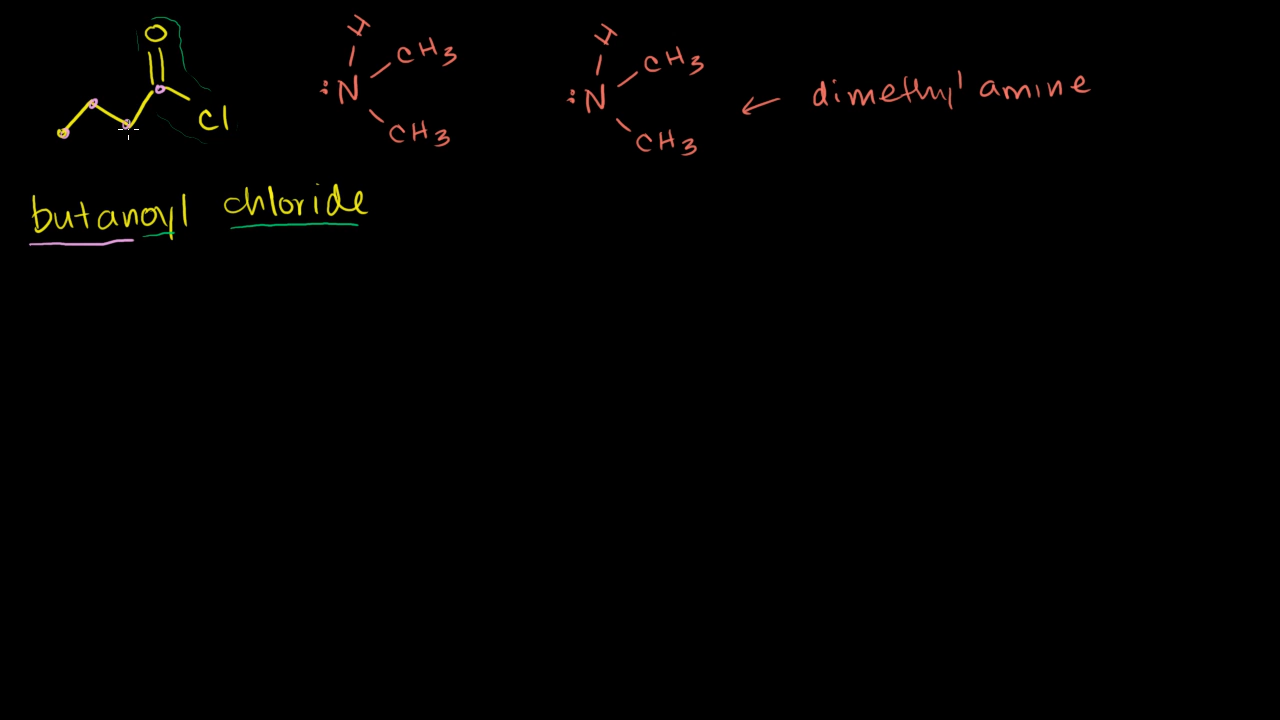 O
Cl
H
:N
CH3
CH3
H
:N
CH3
CH3
dimethyl amine
butanoyl chloride